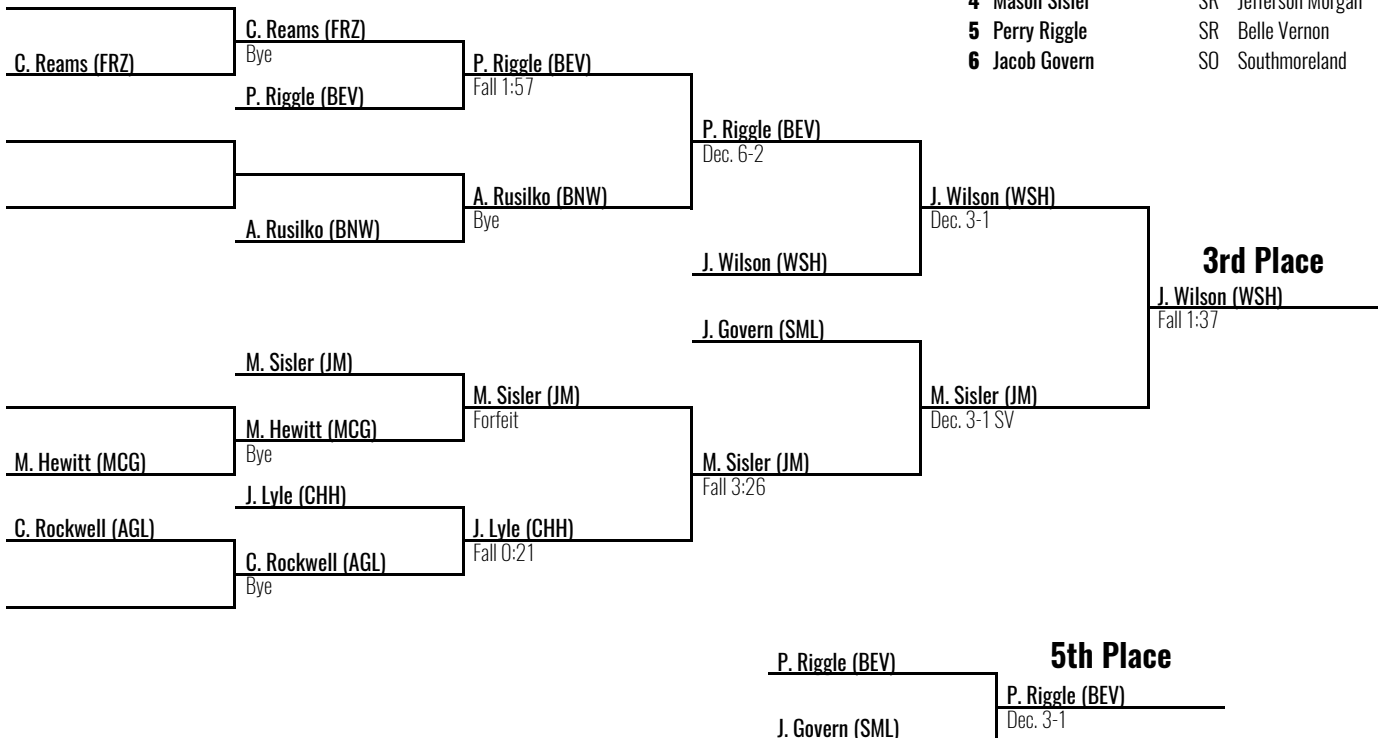 4 Mason Sisler SR Jefferson Morgan
5 Perry Riggle SR Belle Vernon
6 Jacob Govern SO Southmoreland
C. Reams (FRZ)
C. Reams (FRZ)
Bye
P. Riggle (BEV)
P. Riggle (BEV)
Fall 1:57
A. Rusilko (BNW)
A. Rusilko (BNW)
Bye
P. Riggle (BEV)
Dec. 6-2
J. Wilson (WSH)
J. Wilson (WSH)
Dec. 3-1
3rd Place
J. Wilson (WSH)
Fall 1:37
J. Govern (SML)
M. Sisler (JM)
M. Sisler (JM)
Forfeit
M. Sisler (JM)
Dec. 3-1 SV
M. Hewitt (MCG)
Bye
M. Hewitt (MCG)
M. Sisler (JM)
Fall 3:26
J. Lyle (CHH)
C. Rockwell (AGL)
J. Lyle (CHH)
Fall 0:21
C. Rockwell (AGL)
Bye
5th Place
P. Riggle (BEV)
P. Riggle (BEV)
Dec. 3-1
J. Govern (SML)